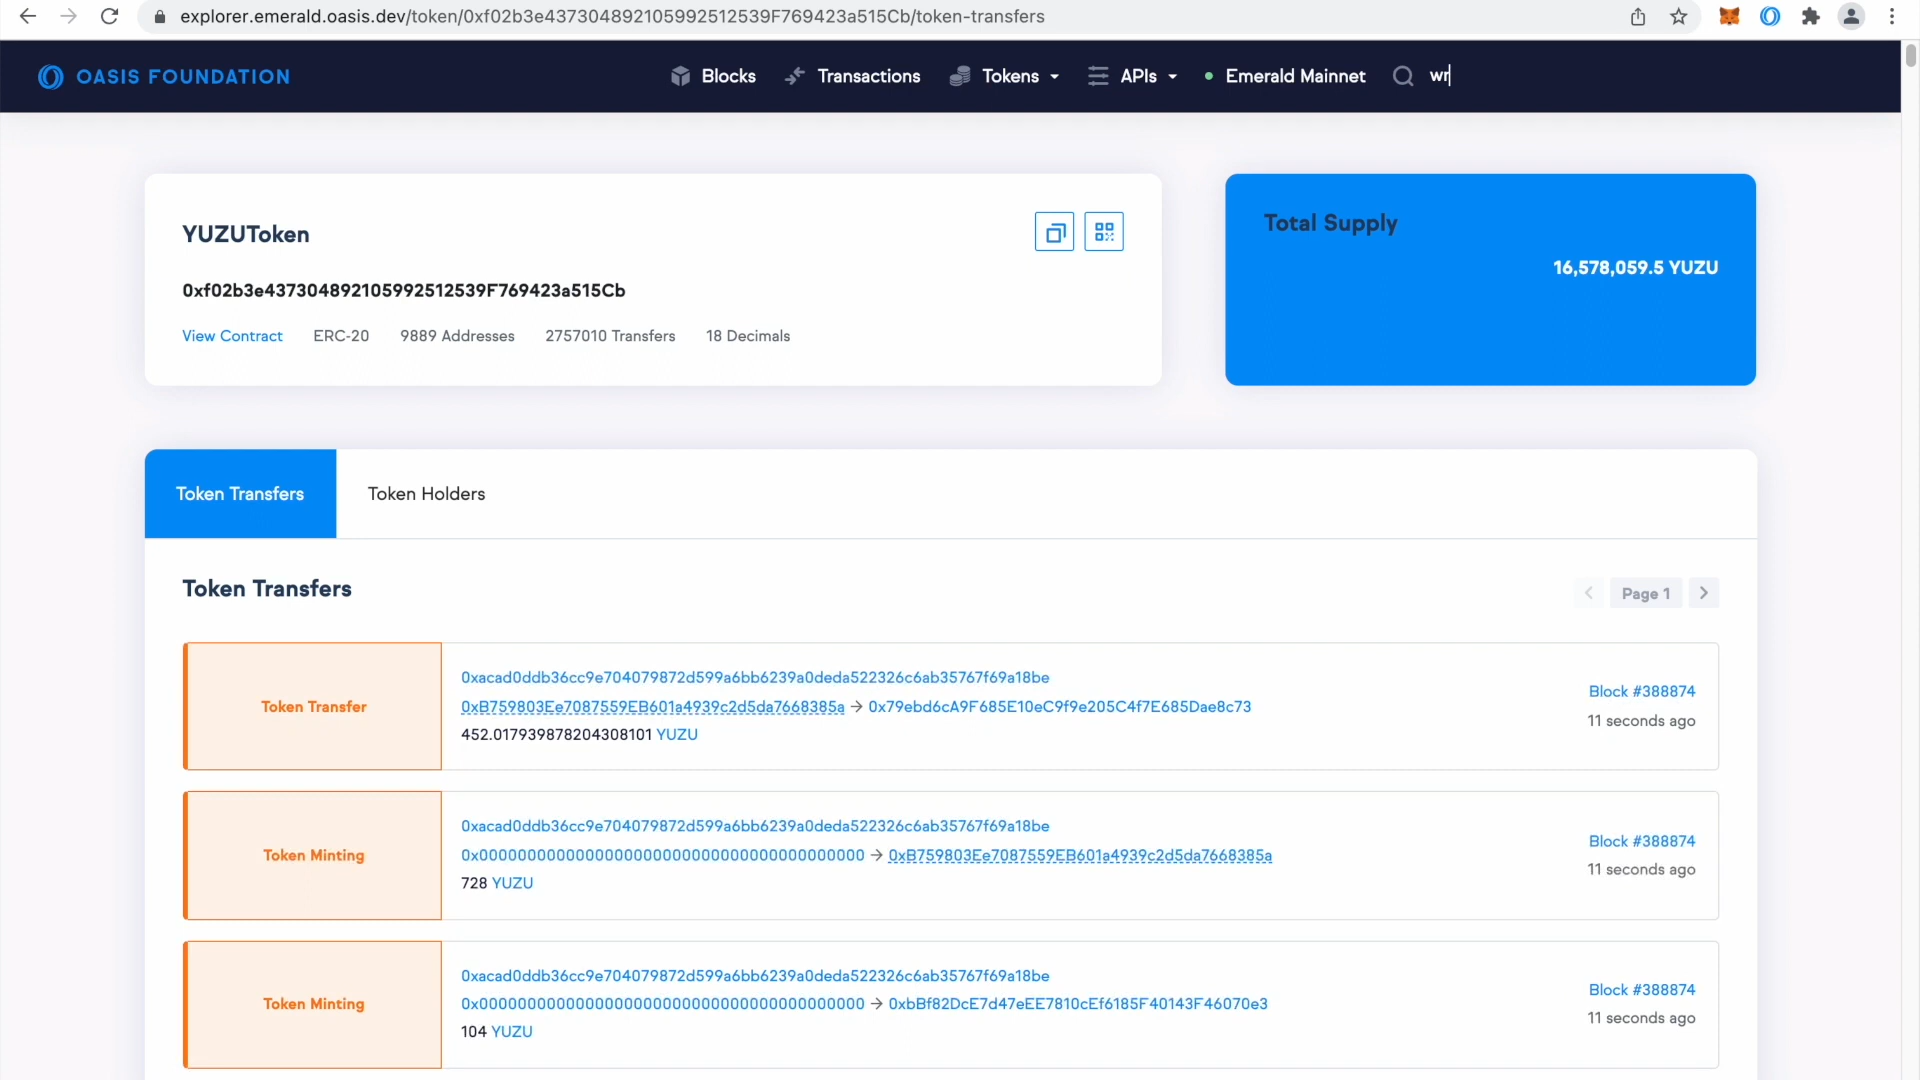 explorer.emerald.oasis.dev/token/0xf02b3e437304892105992512539F769423a515Cb/token-transfers
OASIS FOUNDATION
Blocks
Transactions
Tokens
APIs
Emerald Mainnet
wr
YUZUToken
0xf02b3e437304892105992512539F769423a515Cb
View Contract ERC-20 9889 Addresses 2757010 Transfers 18 Decimals
Total Supply
16,578,059.5 YUZU
Token Transfers
Token Holders
Token Transfers
Page 1
Token Transfer
0xacad0ddb36cc9e704079872d599a6bb6239a0deda522326c6ab35767f69a18be
0xB759803Ee7087559EB601a4939c2d5da7668385a → 0x79ebd6cA9F685E10eC9f9e205C4f7E685Dae8c73
452.017939878204308101 YUZU
Block #388874
11 seconds ago
Token Minting
0xacad0ddb36cc9e704079872d599a6bb6239a0deda522326c6ab35767f69a18be
0x0000000000000000000000000000000000000000 → 0xB759803Ee7087559EB601a4939c2d5da7668385a
728 YUZU
Block #388874
11 seconds ago
Token Minting
0xacad0ddb36cc9e704079872d599a6bb6239a0deda522326c6ab35767f69a18be
0x0000000000000000000000000000000000000000 → 0xbBf82DcE7d47eEE7810cEf6185F40143F46070e3
104 YUZU
Block #388874
11 seconds ago